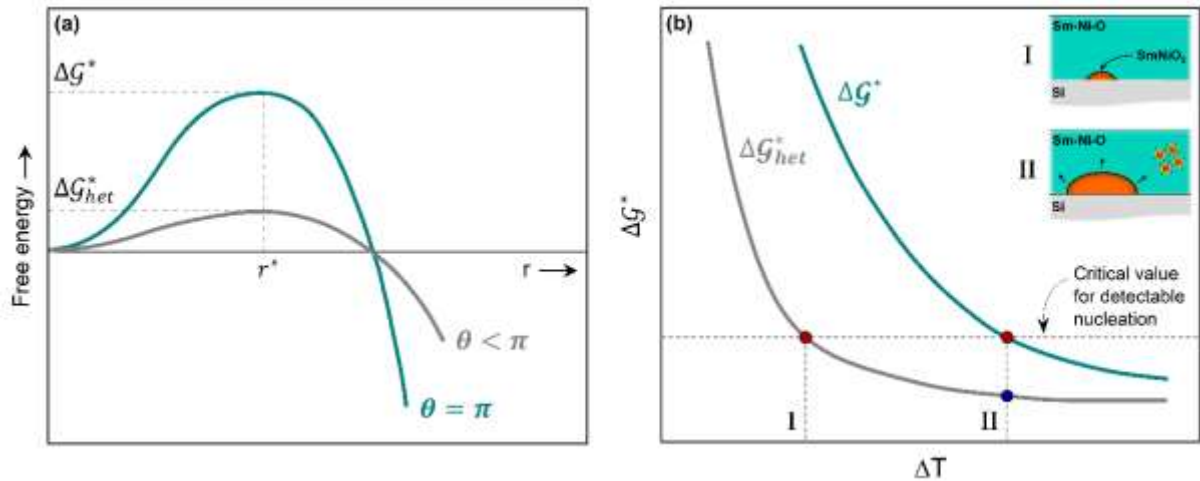 (a)
Δ𝒢*
Δ𝒢*het
Free energy →
r*
r →
θ < π
θ = π
(b)
Δ𝒢*
Δ𝒢*het
Δ𝒢*
I
Sm-Ni-O
SmNiO3
Si
II
Sm-Ni-O
Si
Critical value
for detectable
nucleation
I
II
ΔT